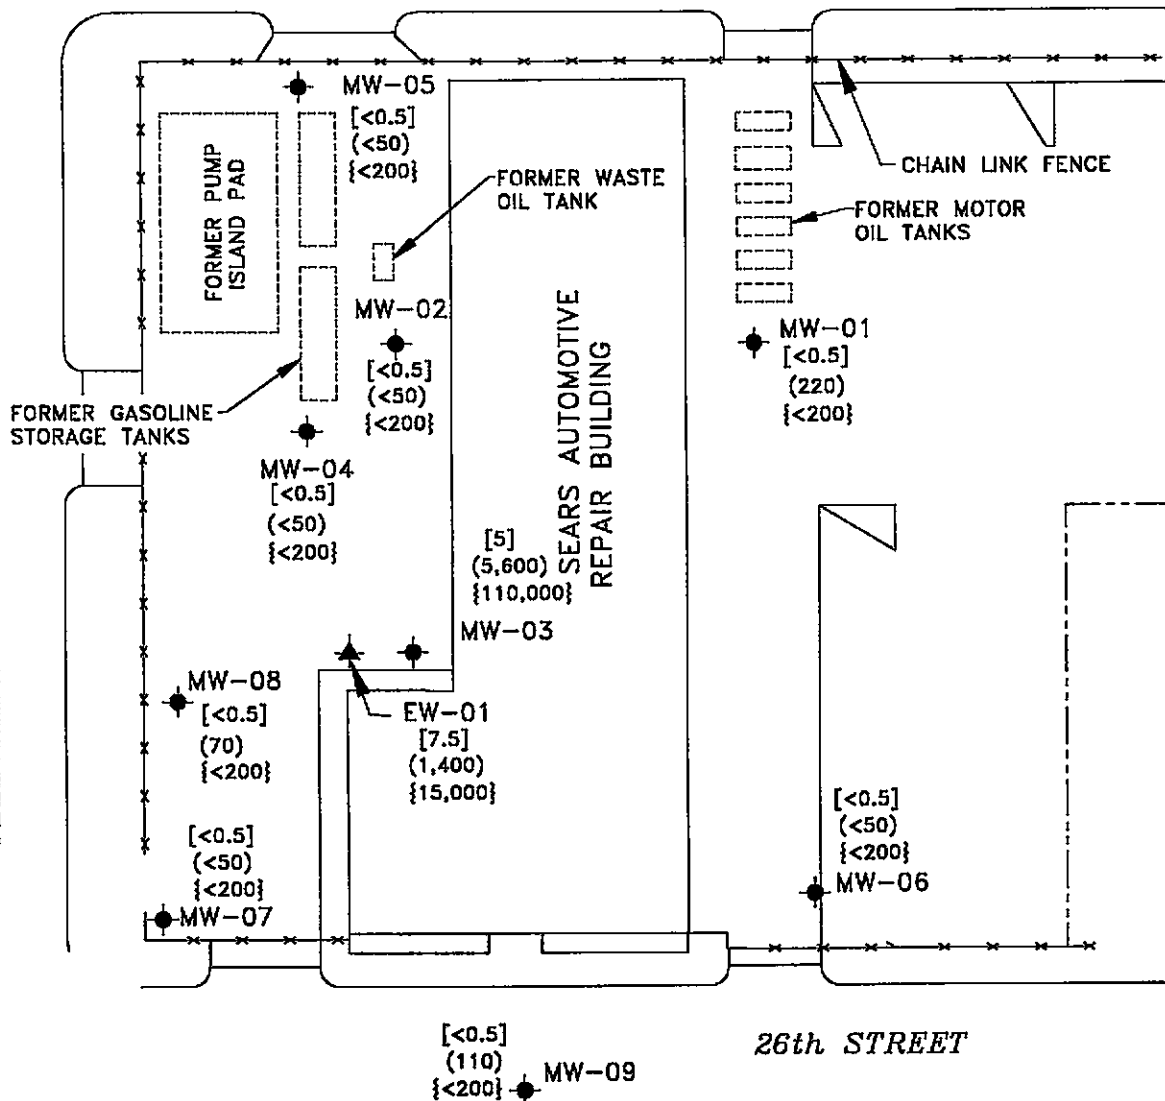 MW-05
[<0.5]
(<50)
{<200}
FORMER PUMP
ISLAND PAD
FORMER WASTE
OIL TANK
CHAIN LINK FENCE
FORMER MOTOR
OIL TANKS
MW-02
[<0.5]
(<50)
{<200}
MW-01
[<0.5]
(220)
{<200}
FORMER GASOLINE
STORAGE TANKS
MW-04
[<0.5]
(<50)
{<200}
SEARS AUTOMOTIVE
REPAIR BUILDING
[5]
(5,600)
{110,000}
MW-03
MW-08
[<0.5]
(70)
{<200}
EW-01
[7.5]
(1,400)
{15,000}
[<0.5]
(<50)
{<200}
MW-07
[<0.5]
(<50)
{<200}
MW-06
26th STREET
[<0.5]
(110)
{<200}
MW-09